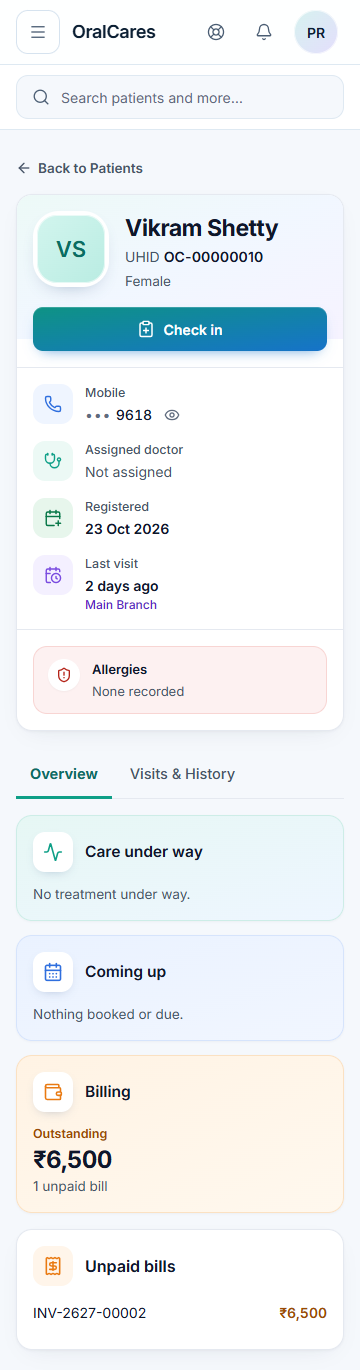 OralCares
PR
Search patients and more...
Back to Patients
VS
Vikram Shetty
UHID OC-00000010
Female
Check in
Mobile
••• 9618
Assigned doctor
Not assigned
Registered
23 Oct 2026
Last visit
2 days ago
Main Branch
Allergies
None recorded
Overview
Visits & History
Care under way
No treatment under way.
Coming up
Nothing booked or due.
Billing
Outstanding
₹6,500
1 unpaid bill
Unpaid bills
INV-2627-00002 ₹6,500